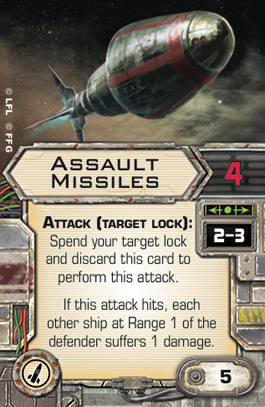 © LFL © FFG
ASSAULT
MISSILES
4
ATTACK (TARGET LOCK):
Spend your target lock
and discard this card to
perform this attack.
2-3
If this attack hits, each
other ship at Range 1 of the
defender suffers 1 damage.
5